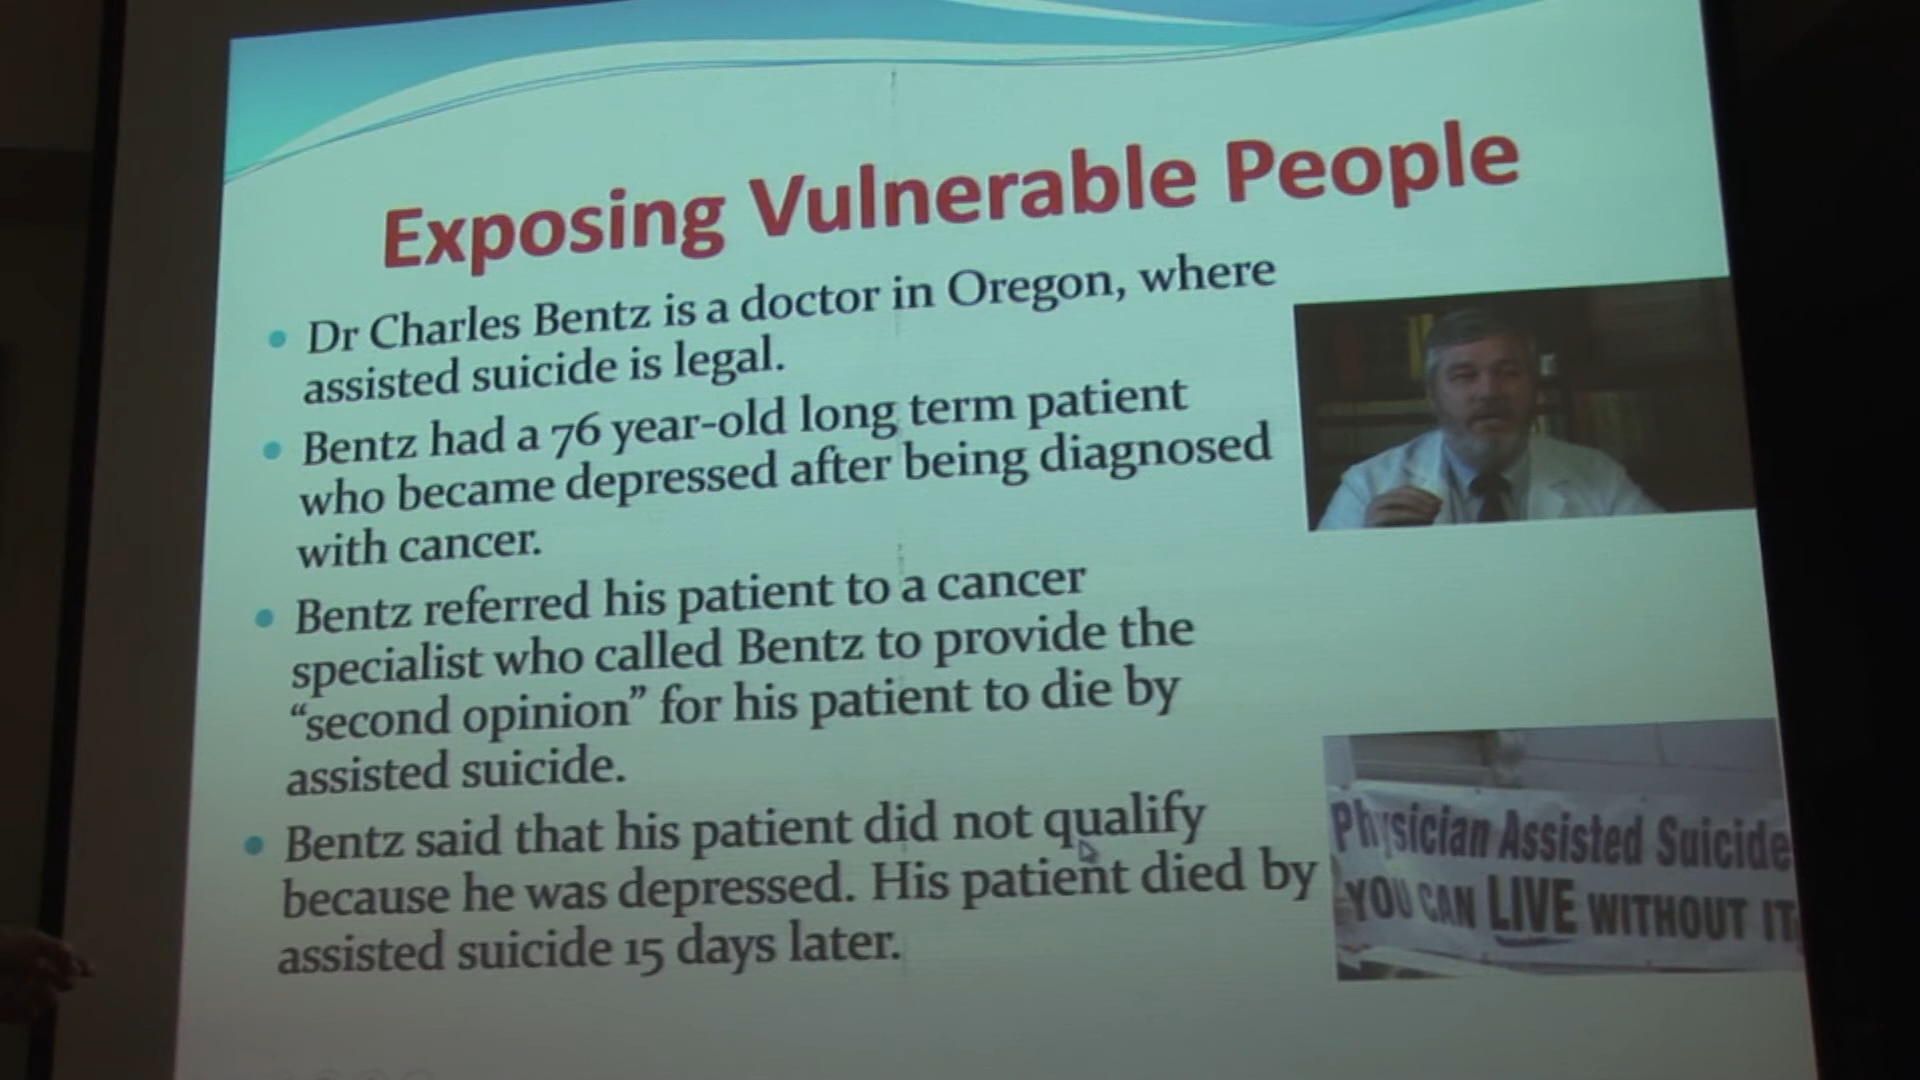 Exposing Vulnerable People
Dr Charles Bentz is a doctor in Oregon, where
assisted suicide is legal.
Bentz had a 76 year-old long term patient
who became depressed after being diagnosed
with cancer.
Bentz referred his patient to a cancer
specialist who called Bentz to provide the
“second opinion” for his patient to die by
assisted suicide.
Bentz said that his patient did not qualify
because he was depressed. His patient died by
assisted suicide 15 days later.
Physician Assisted Suicide
YOU CAN LIVE WITHOUT IT